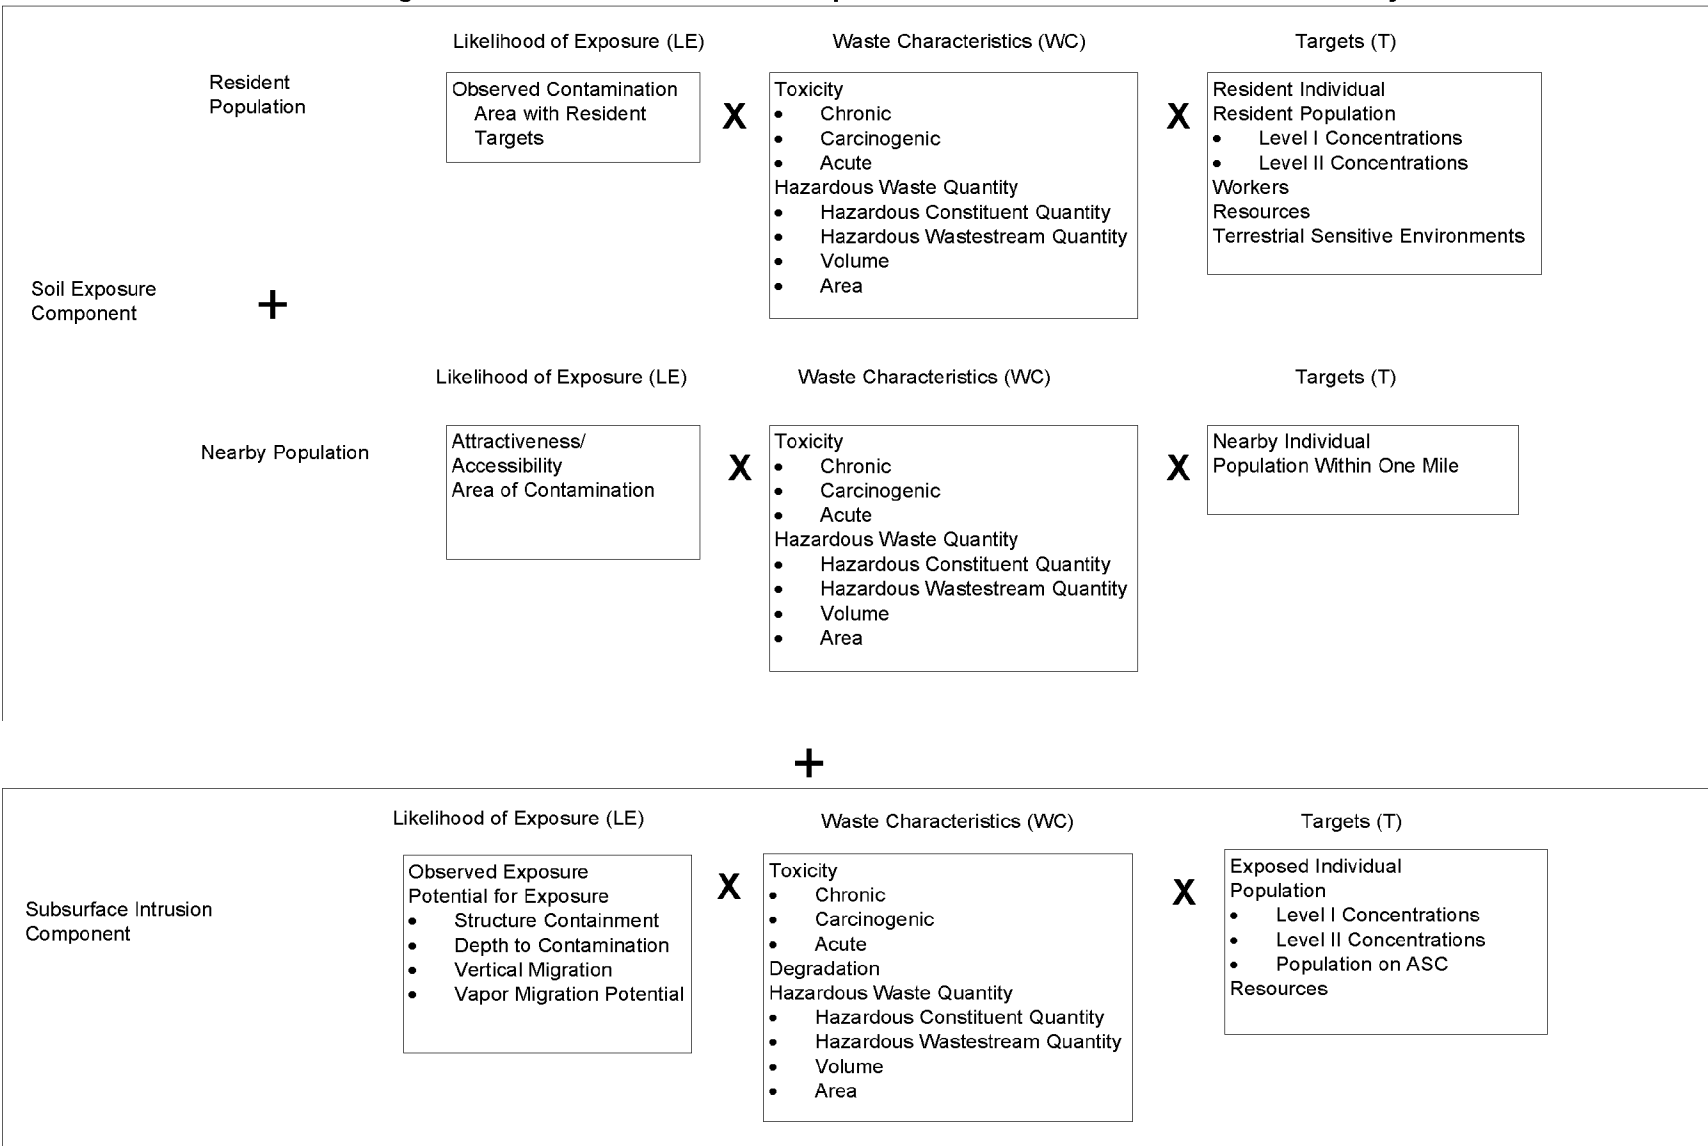 Likelihood of Exposure (LE)
Waste Characteristics (WC)
Targets (T)
Resident
Population
Observed Contamination
Area with Resident
Targets
X
Toxicity
• Chronic
• Carcinogenic
• Acute
Hazardous Waste Quantity
• Hazardous Constituent Quantity
• Hazardous Wastestream Quantity
• Volume
• Area
X
Resident Individual
Resident Population
• Level I Concentrations
• Level II Concentrations
Workers
Resources
Terrestrial Sensitive Environments
Soil Exposure
Component
+
Likelihood of Exposure (LE)
Waste Characteristics (WC)
Targets (T)
Nearby Population
Attractiveness/
Accessibility
Area of Contamination
X
Toxicity
• Chronic
• Carcinogenic
• Acute
Hazardous Waste Quantity
• Hazardous Constituent Quantity
• Hazardous Wastestream Quantity
• Volume
• Area
X
Nearby Individual
Population Within One Mile
+
Likelihood of Exposure (LE)
Waste Characteristics (WC)
Targets (T)
Subsurface Intrusion
Component
Observed Exposure
Potential for Exposure
• Structure Containment
• Depth to Contamination
• Vertical Migration
• Vapor Migration Potential
X
Toxicity
• Chronic
• Carcinogenic
• Acute
Degradation
Hazardous Waste Quantity
• Hazardous Constituent Quantity
• Hazardous Wastestream Quantity
• Volume
• Area
X
Exposed Individual
Population
• Level I Concentrations
• Level II Concentrations
• Population on ASC
Resources